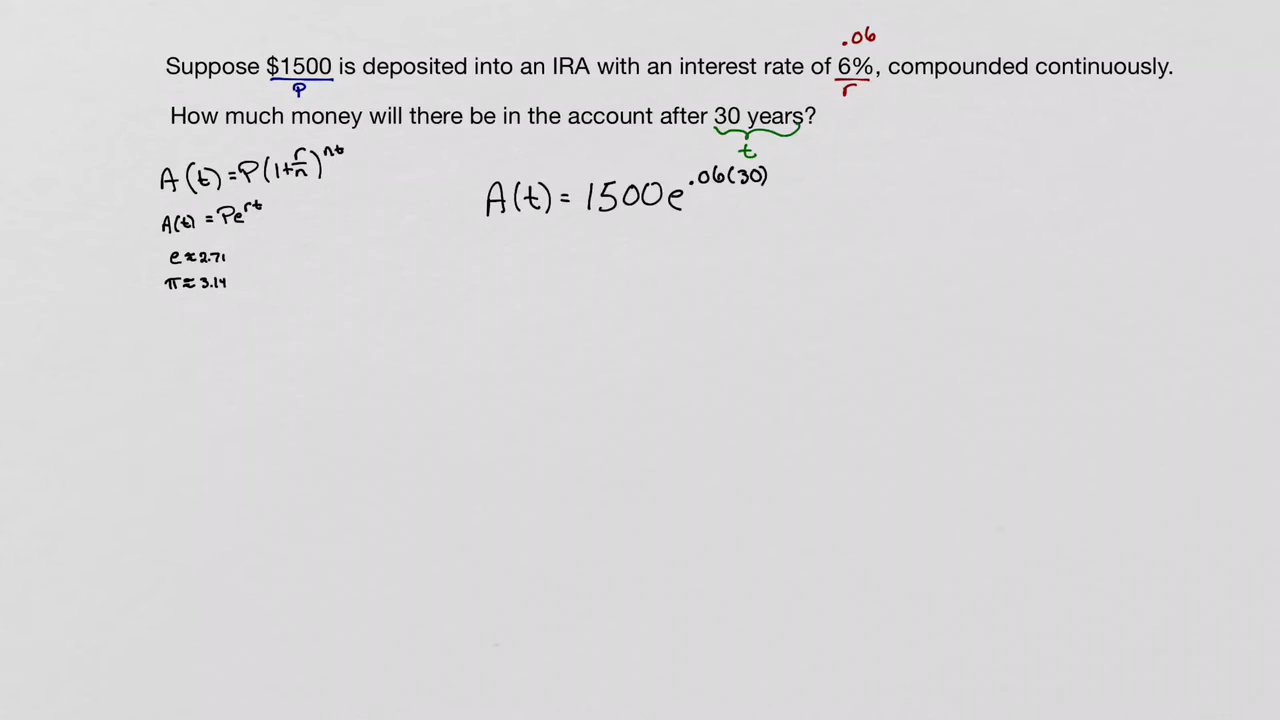 .06
Suppose $1500 is deposited into an IRA with an interest rate of 6%, compounded continuously.
P r
How much money will there be in the account after 30 years?
t
A(t)=P(1+r/n)^nt
A(t)=Pe^rt
e≈2.71
π≈3.14
A(t)=1500e^.06(30)